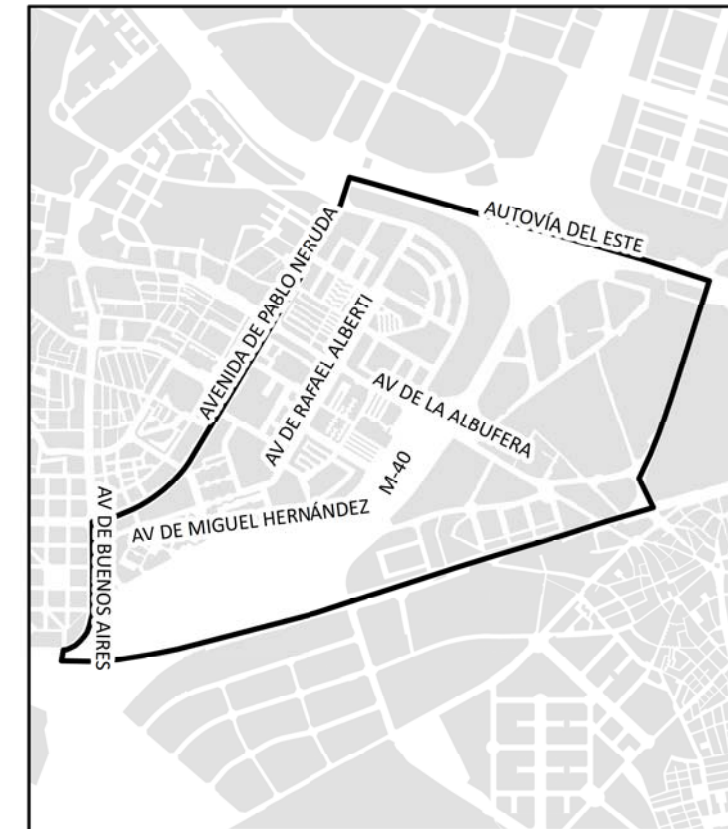 AUTOVÍA DEL ESTE
AVENIDA DE PABLO NERUDA
AV DE RAFAEL ALBERTI
AV DE LA ALBUFERA
M-40
AV DE MIGUEL HERNÁNDEZ
AV DE BUENOS AIRES